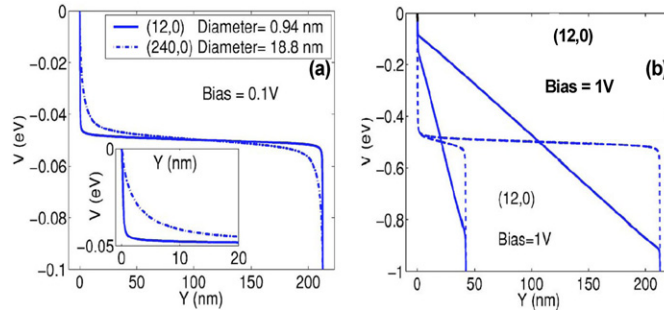 (12,0) Diameter= 0.94 nm
(240,0) Diameter= 18.8 nm
(a)
Bias = 0.1V
V (eV)
0
−0.02
−0.04
−0.06
−0.08
−0.1
0
50
100
150
200
Y (nm)
Y (nm)
V (eV)
0
−0.05
0
10
20
(12,0)
(b)
Bias = 1V
V (eV)
0
−0.2
−0.4
−0.6
−0.8
−1
(12,0)
Bias=1V
0
50
100
150
200
Y (nm)